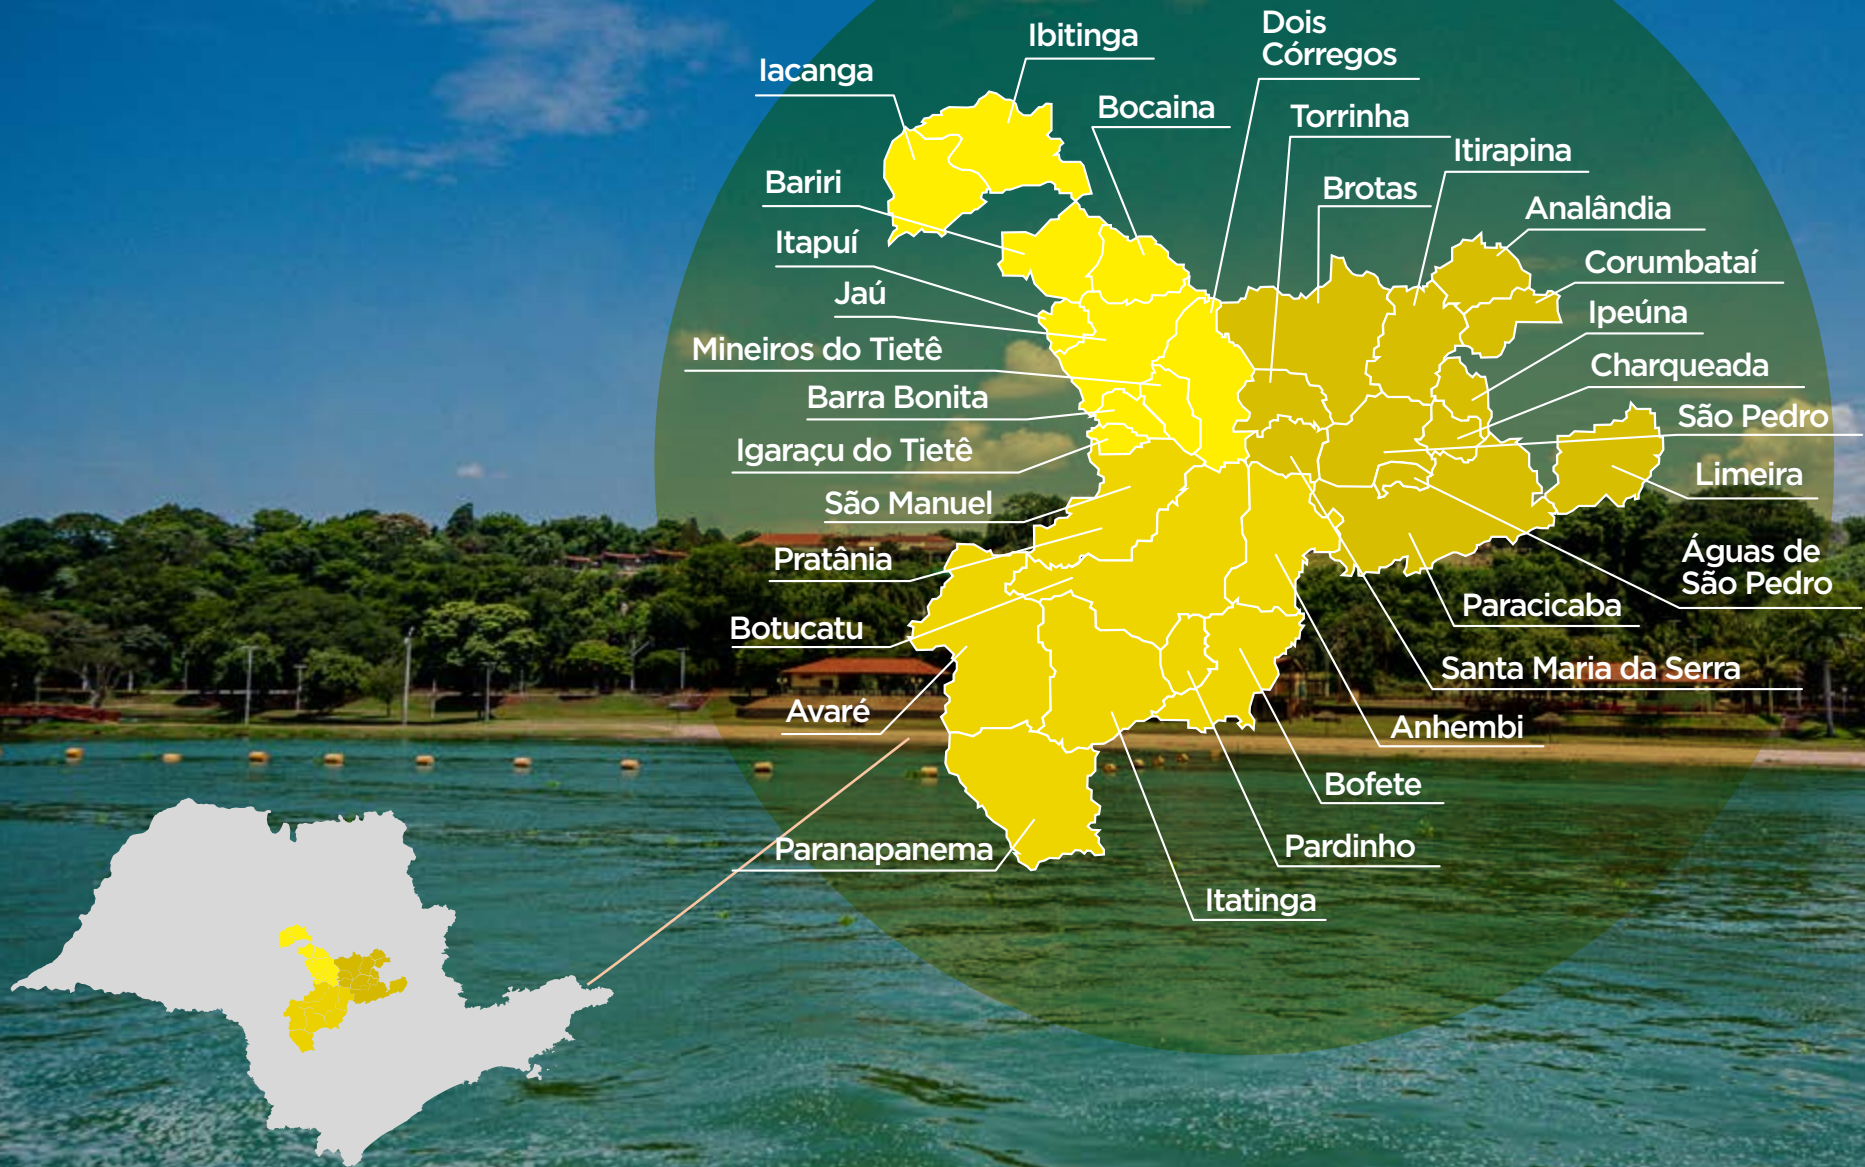 Dois
Córregos
Ibitinga
Iacanga
Bocaina
Torrinha
Itirapina
Bariri
Brotas
Analândia
Itapuí
Corumbataí
Jaú
Ipeúna
Mineiros do Tietê
Charqueada
Barra Bonita
São Pedro
Igaraçu do Tietê
Limeira
São Manuel
Pratânia
Águas de
São Pedro
Paracicaba
Botucatu
Santa Maria da Serra
Avaré
Anhembi
Bofete
Paranapanema
Pardinho
Itatinga